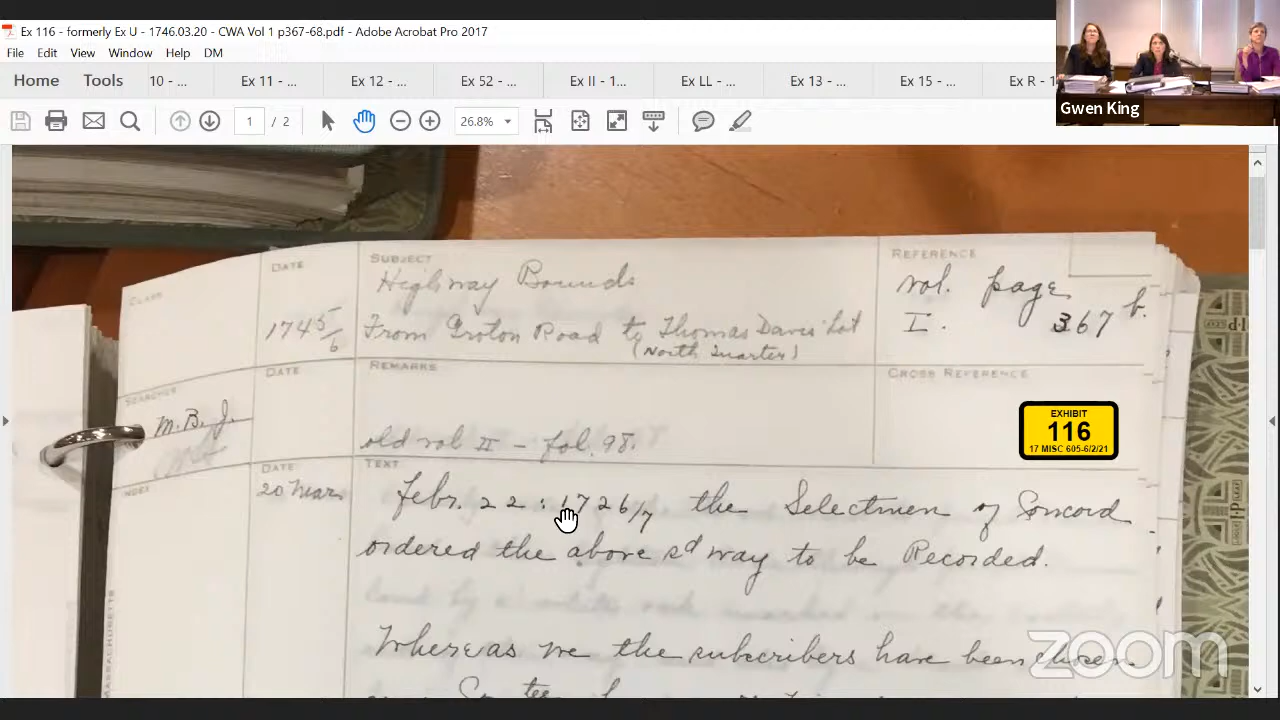 Ex 116 - formerly Ex U - 1746.03.20 - CWA Vol 1 p367-68.pdf - Adobe Acrobat Pro 2017
File Edit View Window Help DM
Home Tools 10 - ... Ex 11 - ... Ex 12 - ... Ex 52 - ... Ex II - 1... Ex LL - ... Ex 13 - ... Ex 15 - ... Ex R - 1
1 / 2 26.8%
Gwen King
CLASS DATE SUBJECT REFERENCE
Highway Bounds vol. page
1745/6 From Groton Road to Thomas Davis' Lot I. 367 b.
(North Quarter)
SEARCHER DATE REMARKS CROSS REFERENCE
M. B. J.
old vol II - fol. 98.
EXHIBIT
116
17 MISC 605-6/2/21
INDEX DATE TEXT
20 Mar. Febr. 22 : 1726/7 the Selectmen of Concord
ordered the above sd way to be Recorded.
Whereas we the subscribers have been chosen
MASSACHUSETTS
zoom